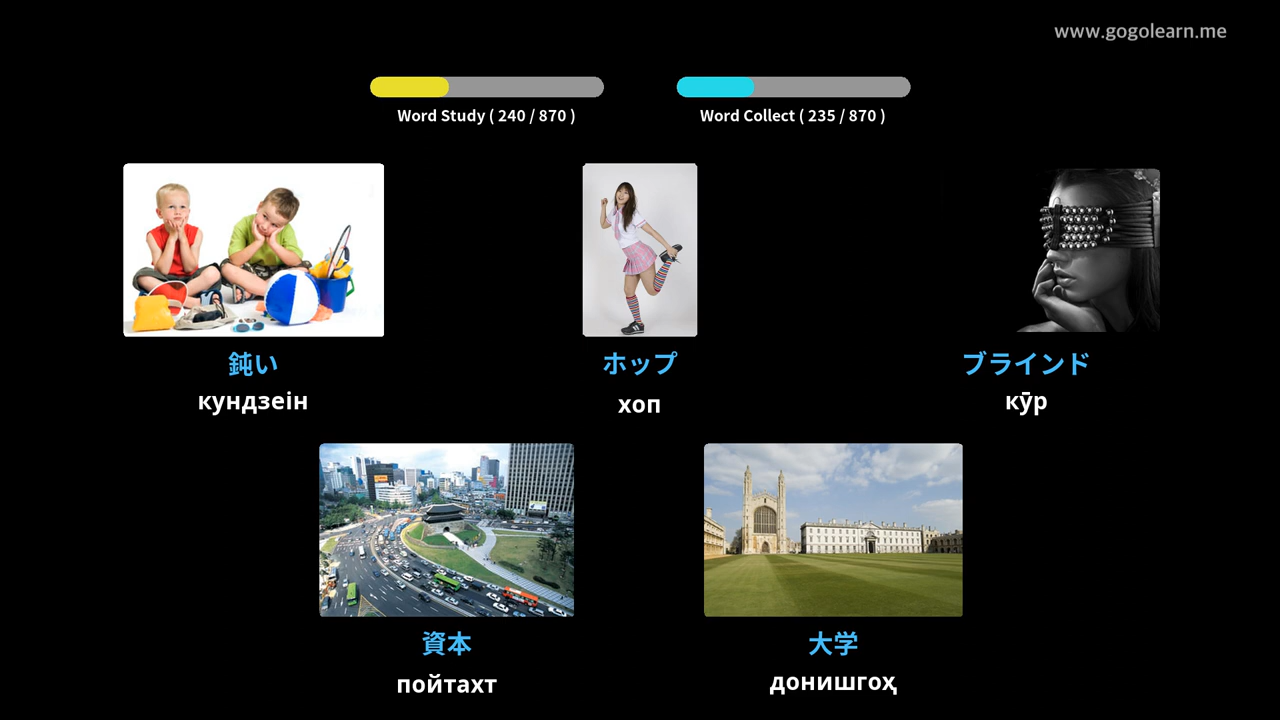 www.gogolearn.me
Word Study ( 240 / 870 )
Word Collect ( 235 / 870 )
鈍い
ホップ
ブラインド
кундзеін
хоп
кӯр
資本
大学
пойтахт
донишгоҳ